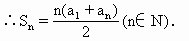 ∴ Sₙ = n(a₁ + aₙ)/2 (n∈N).